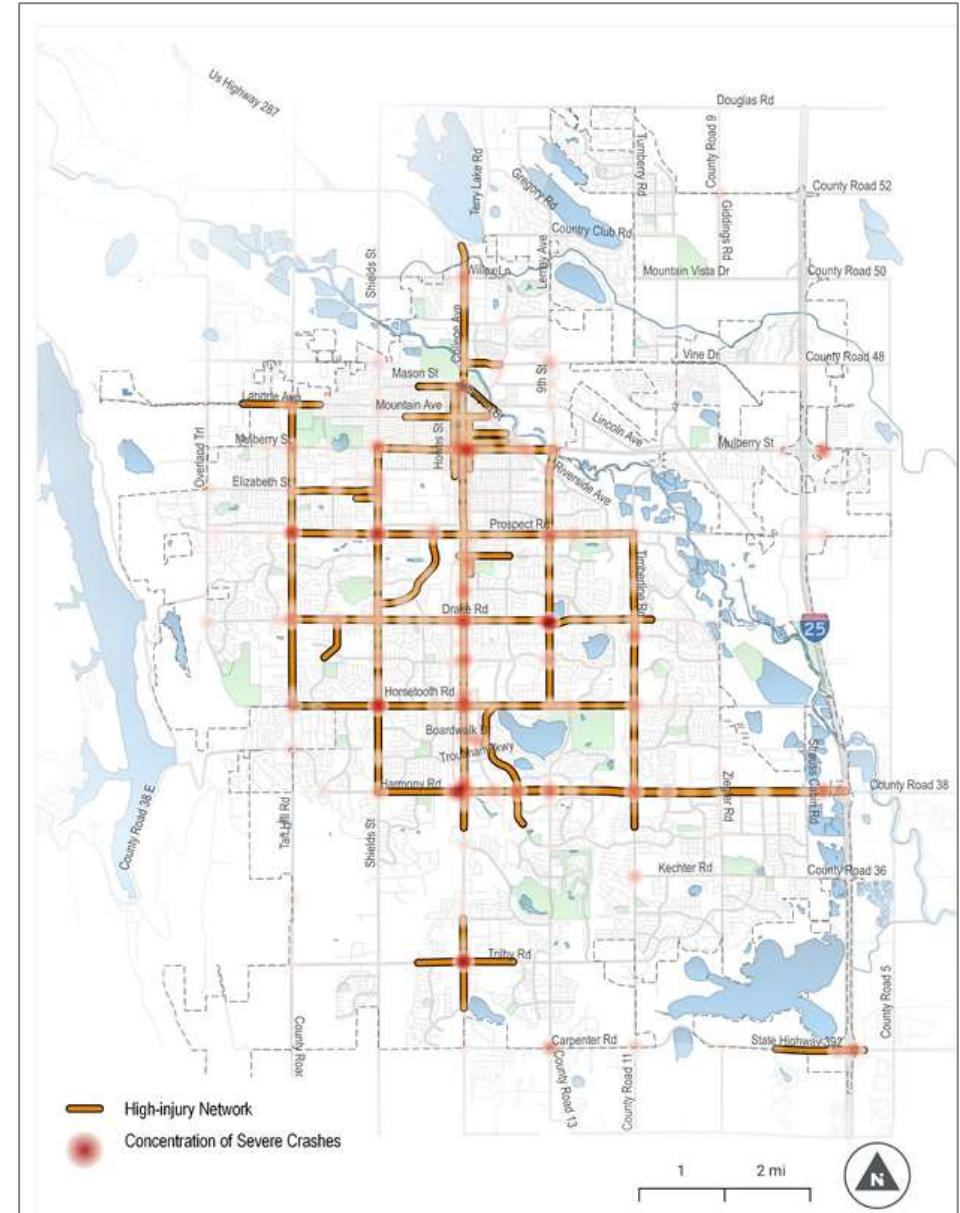 Us Highway 287
Douglas Rd
County Road 9
Turnberry Rd
Terry Lake Rd
Gregory Rd
County Road 52
Giddings Rd
Country Club Rd
Lemay Ave
Shields St
Willox Ln
Mountain Vista Dr
County Road 50
College Ave
Vine Dr
County Road 48
Mason St
9th St
Laporte Ave
Mountain Ave
Lincoln Ave
Mulberry St
Howes St
Mulberry St
Overland Trl
Elizabeth St
Riverside Ave
Prospect Rd
Timberline Rd
Drake Rd
25
Horsetooth Rd
Boardwalk
Harmony Rd
Ziegler Rd
Strauss Cabin Rd
County Road 38
County Road 38 E
Taft Hill Rd
Shields St
Kechter Rd
County Road 36
Trilby Rd
County Road 5
County Road
Carpenter Rd
State Highway 392
County Road 13
County Road 11
High-injury Network
Concentration of Severe Crashes
1 2 mi
N